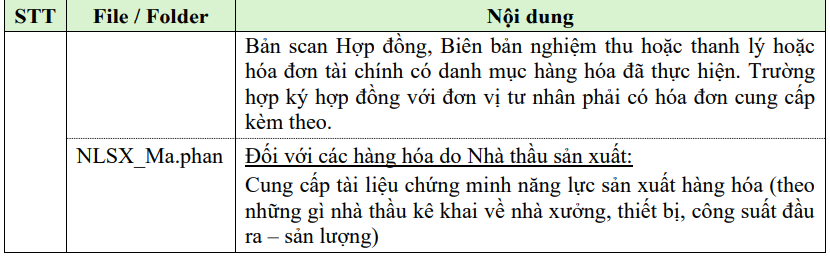 STT File / Folder Nội dung
Bản scan Hợp đồng, Biên bản nghiệm thu hoặc thanh lý hoặc
hóa đơn tài chính có danh mục hàng hóa đã thực hiện. Trường
hợp ký hợp đồng với đơn vị tư nhân phải có hóa đơn cung cấp
kèm theo.
NLSX_Ma.phan Đối với các hàng hóa do Nhà thầu sản xuất:
Cung cấp tài liệu chứng minh năng lực sản xuất hàng hóa (theo
những gì nhà thầu kê khai về nhà xưởng, thiết bị, công suất đầu
ra – sản lượng)